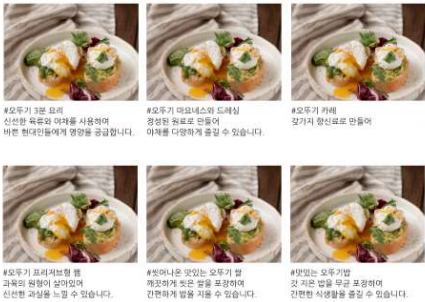 #오뚜기 3분 요리
신선한 육류와 야채를 사용하여
바쁜 현대인들에게 영양을 공급합니다.
#오뚜기 마요네스와 드레싱
정성된 원료로 만들어
야채를 다양하게 즐길 수 있습니다.
#오뚜기 카레
갖가지 향신료로 만들어
#오뚜기 프리저브형 쨈
과육의 원형이 살아있어
신선한 과실을 느낄 수 있습니다.
#씻어나온 맛있는 오뚜기 쌀
깨끗하게 씻은 쌀을 포장하여
간편하게 밥을 지을 수 있습니다.
#맛있는 오뚜기밥
갓 지은 밥을 무균 포장하여
간편한 식생활을 즐길 수 있습니다.